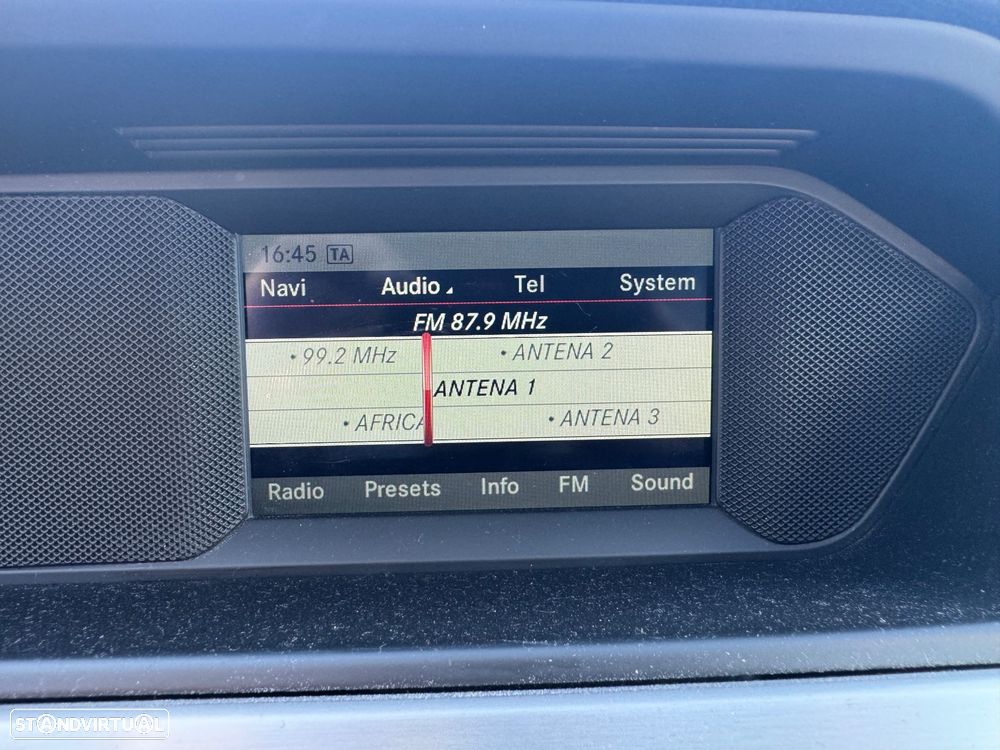 16:45 TA
Navi Audio Tel System
FM 87.9 MHz
• 99.2 MHz • ANTENA 2
ANTENA 1
• AFRICA • ANTENA 3
Radio Presets Info FM Sound
STANDVIRTUAL